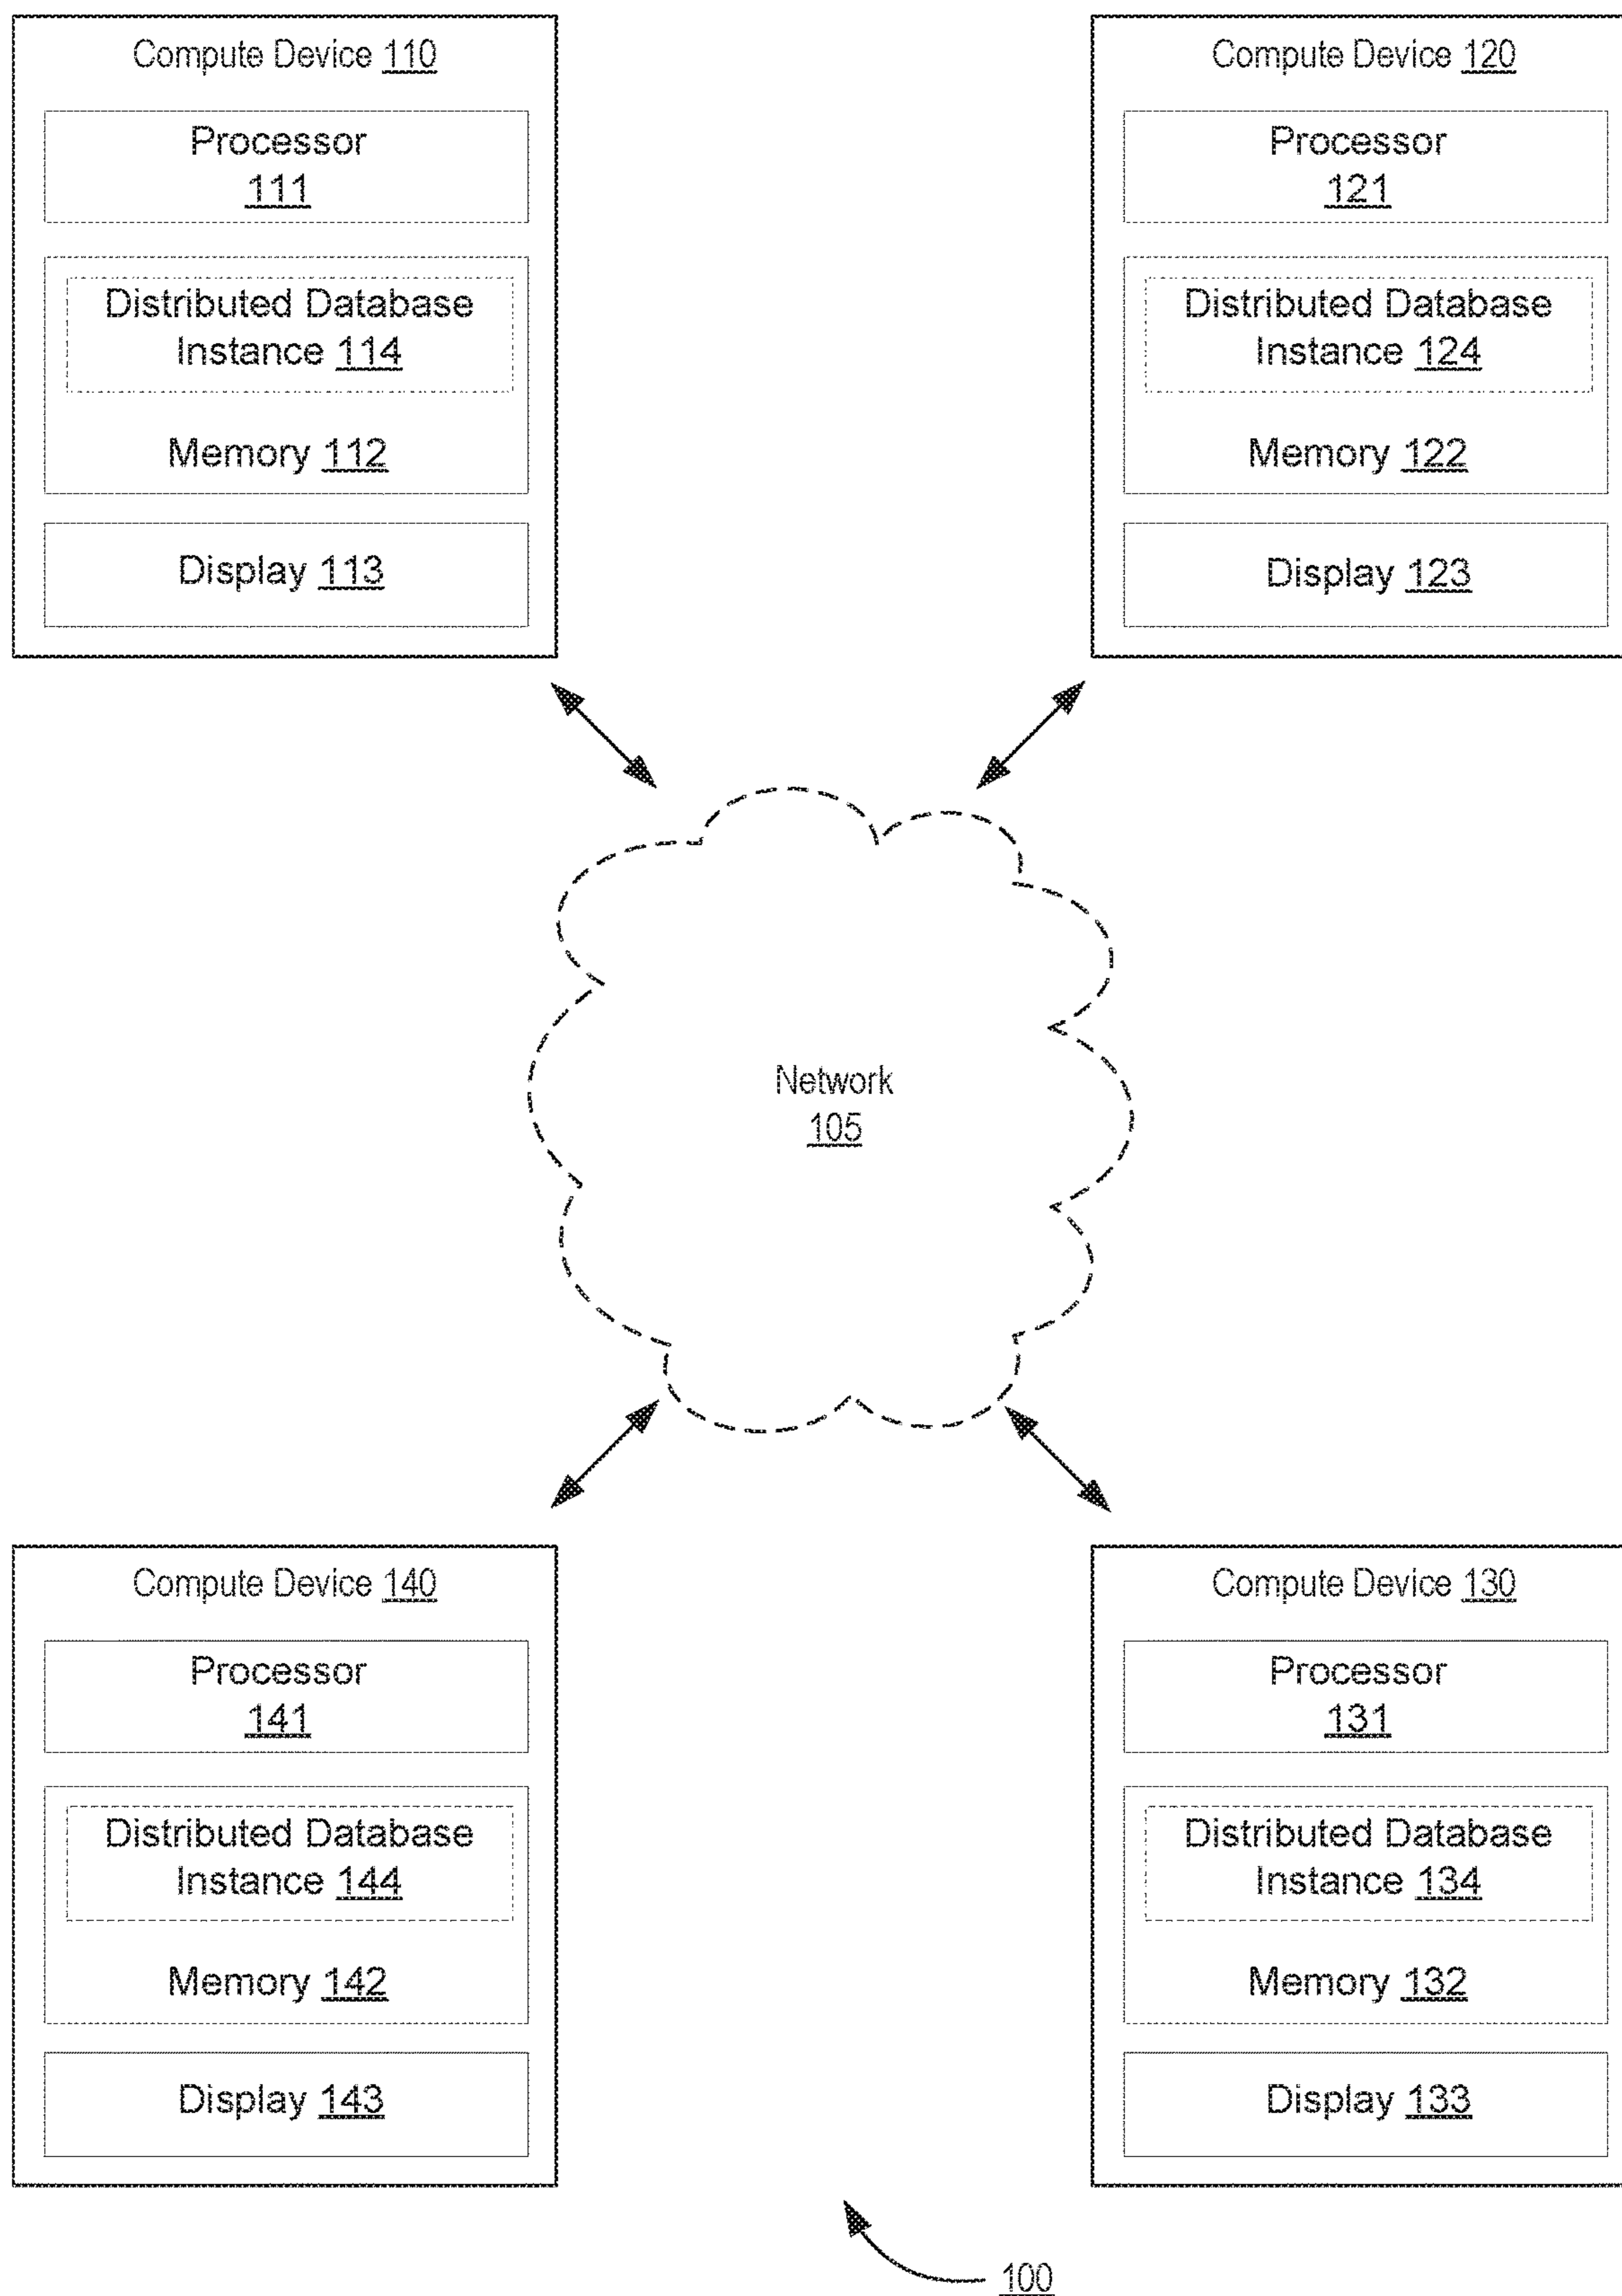 Compute Device 110
Processor
111
Distributed Database
Instance 114
Memory 112
Display 113
Compute Device 120
Processor
121
Distributed Database
Instance 124
Memory 122
Display 123
Network
105
Compute Device 140
Processor
141
Distributed Database
Instance 144
Memory 142
Display 143
Compute Device 130
Processor
131
Distributed Database
Instance 134
Memory 132
Display 133
100